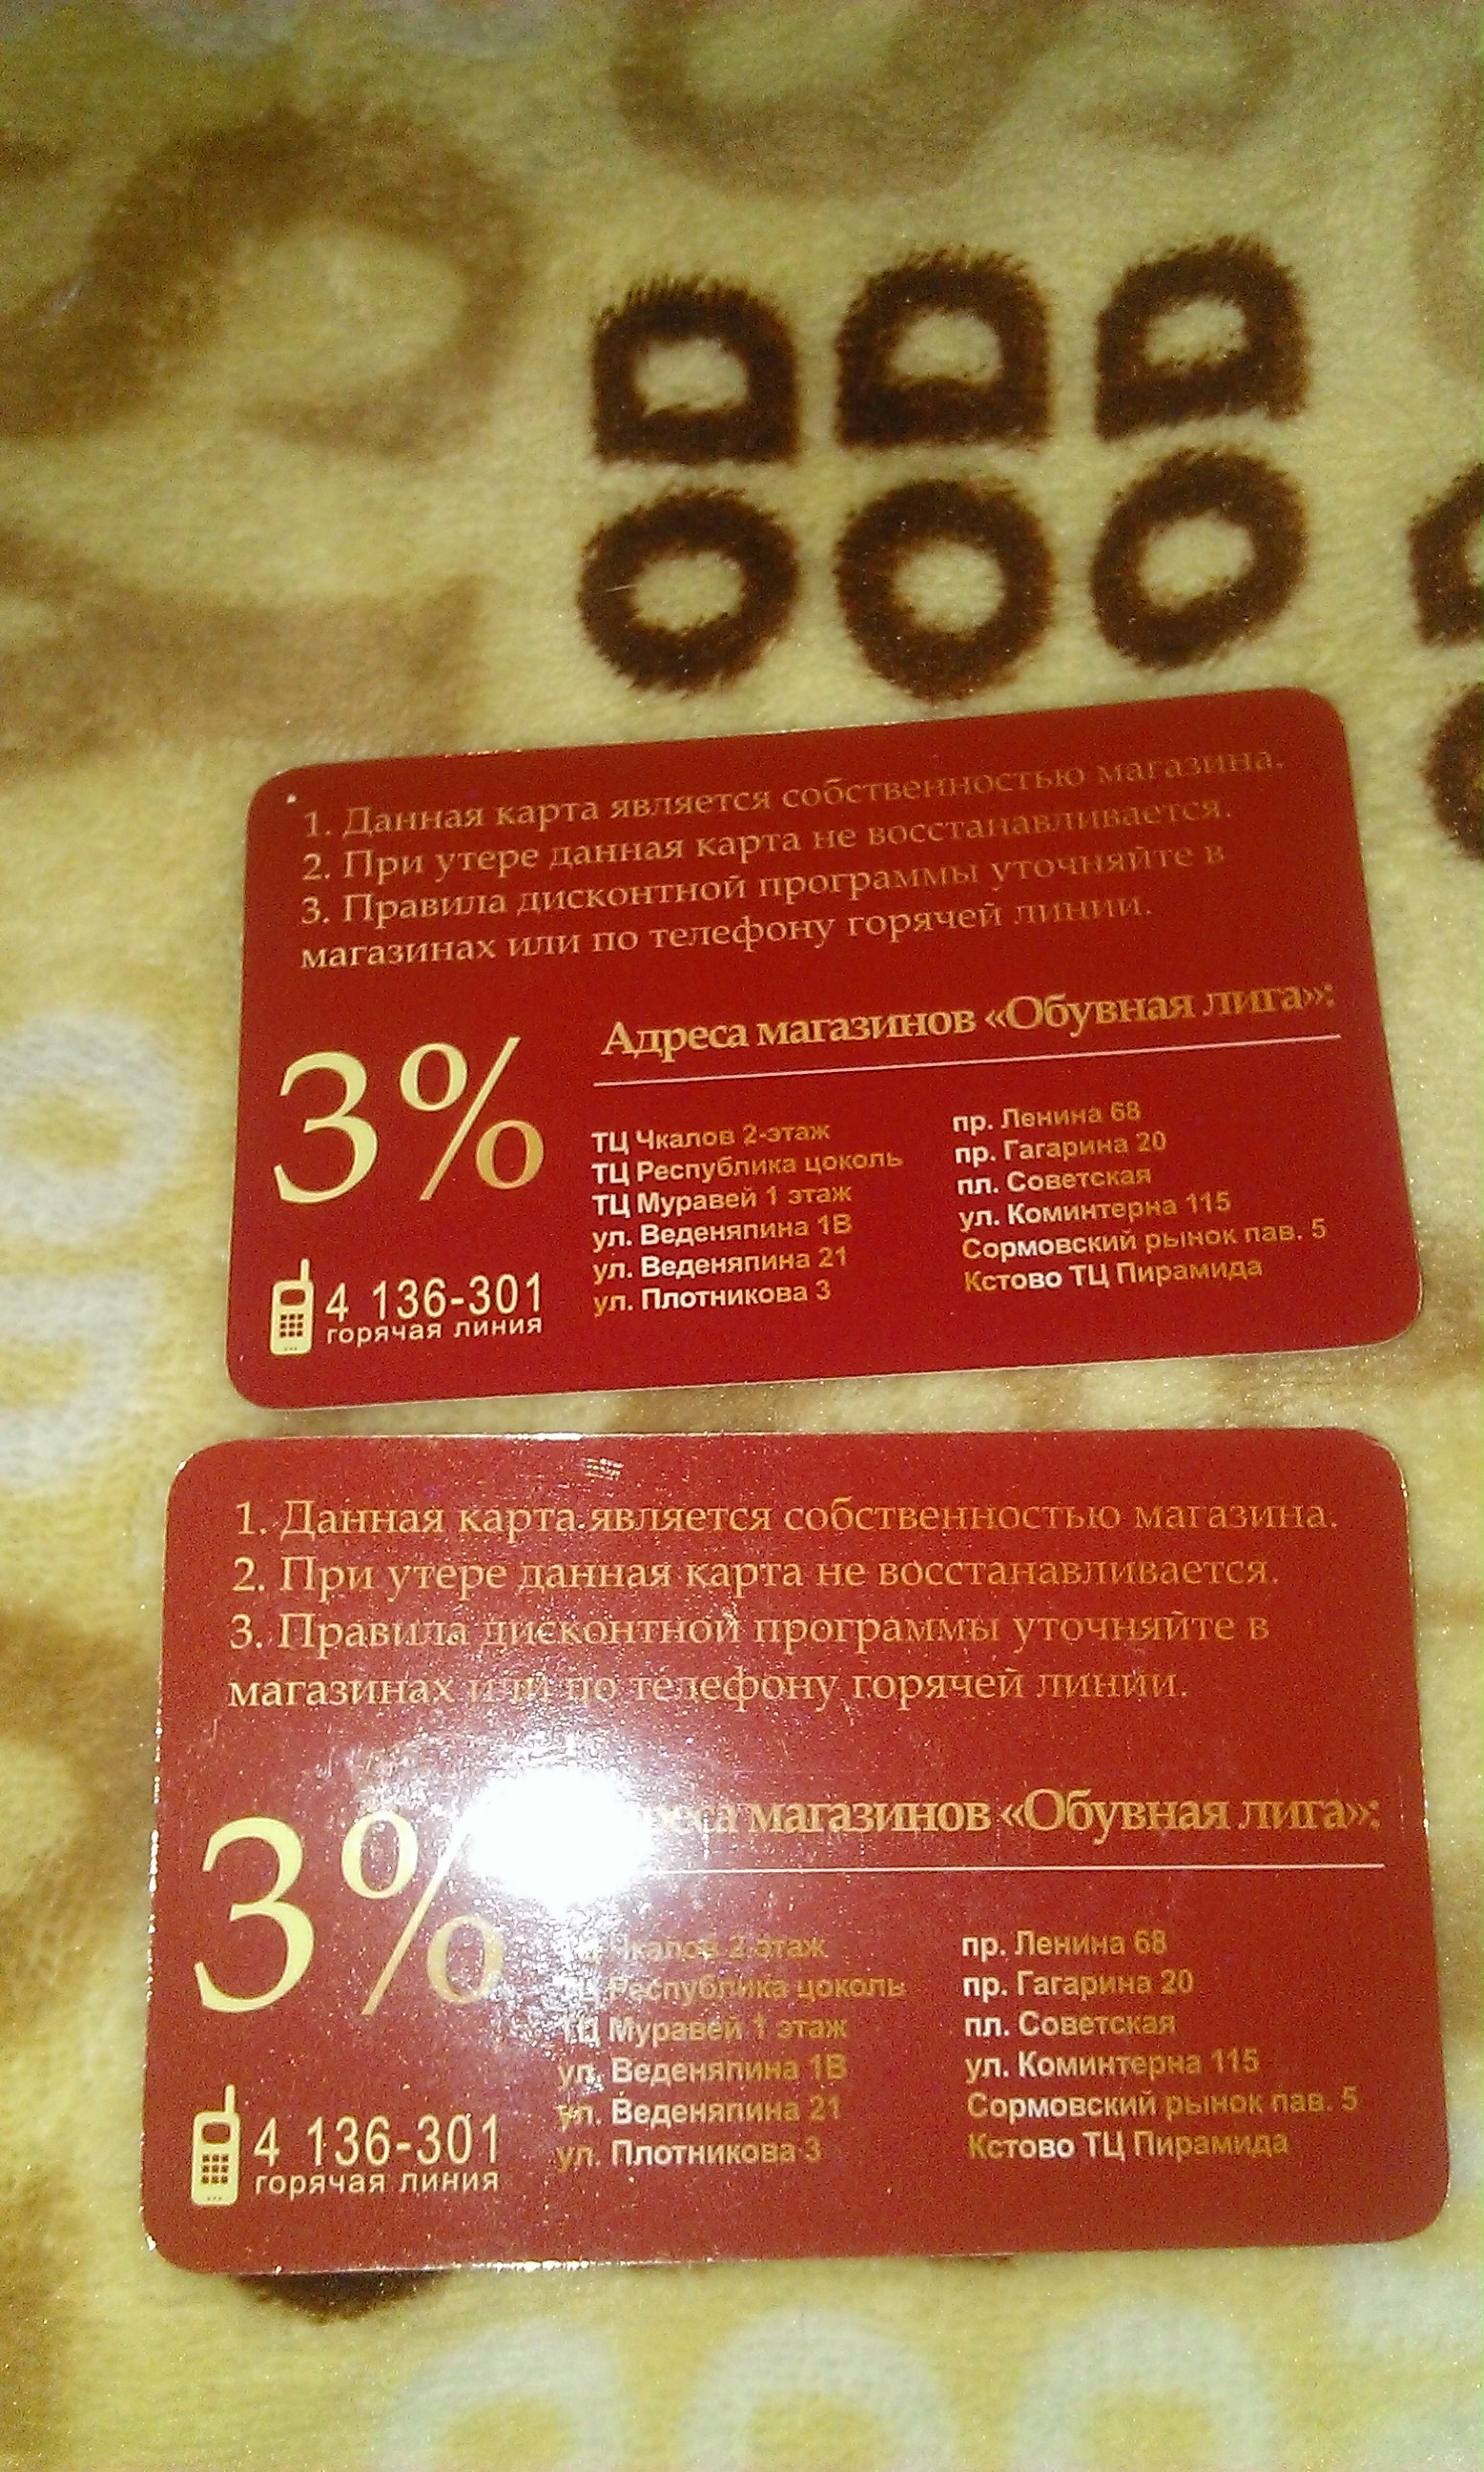 1. Данная карта является собственностью магазина.
2. При утере данная карта не восстанавливается.
3. Правила дисконтной программы уточняйте в
магазинах или по телефону горячей линии.
3%
4 136-301
горячая линия
Адреса магазинов «Обувная лига»:
ТЦ Чкалов 2-этаж
ТЦ Республика цоколь
ТЦ Муравей 1 этаж
ул. Веденяпина 1В
ул. Веденяпина 21
ул. Плотникова 3
пр. Ленина 68
пр. Гагарина 20
пл. Советская
ул. Коминтерна 115
Сормовский рынок пав. 5
Кстово ТЦ Пирамида
1. Данная карта является собственностью магазина.
2. При утере данная карта не восстанавливается.
3. Правила дисконтной программы уточняйте в
магазинах или по телефону горячей линии.
3%
4 136-301
горячая линия
магазинов «Обувная лига»:
Чкалов 2-этаж
Республика цоколь
ТЦ Муравей 1 этаж
ул. Веденяпина 1В
ул. Веденяпина 21
ул. Плотникова 3
пр. Ленина 68
пр. Гагарина 20
пл. Советская
ул. Коминтерна 115
Сормовский рынок пав. 5
Кстово ТЦ Пирамида